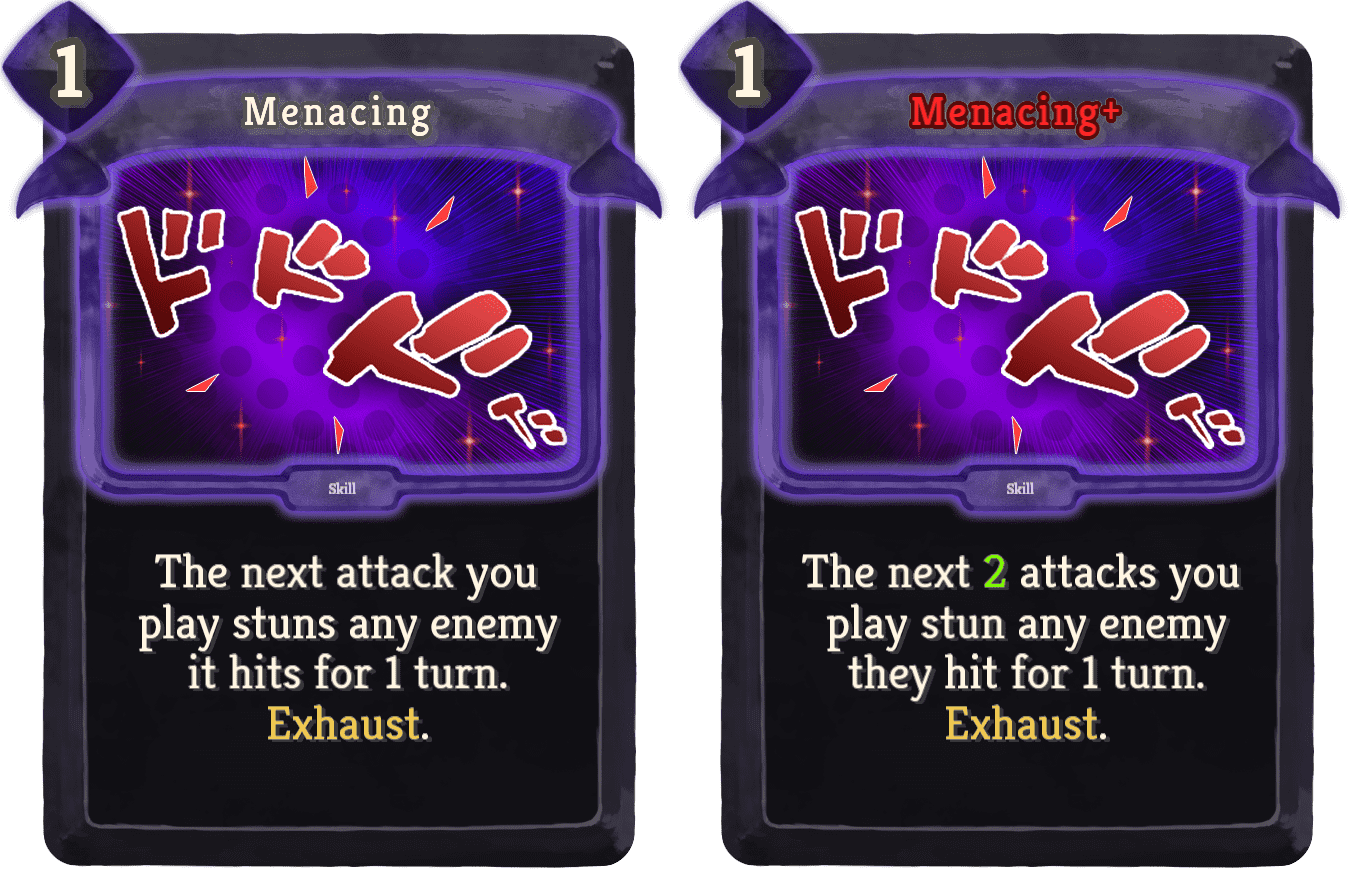 1
Menacing
ド
ド
ド
ド
Skill
The next attack you
play stuns any enemy
it hits for 1 turn.
Exhaust.
1
Menacing+
ド
ド
ド
ド
Skill
The next 2 attacks you
play stun any enemy
they hit for 1 turn.
Exhaust.